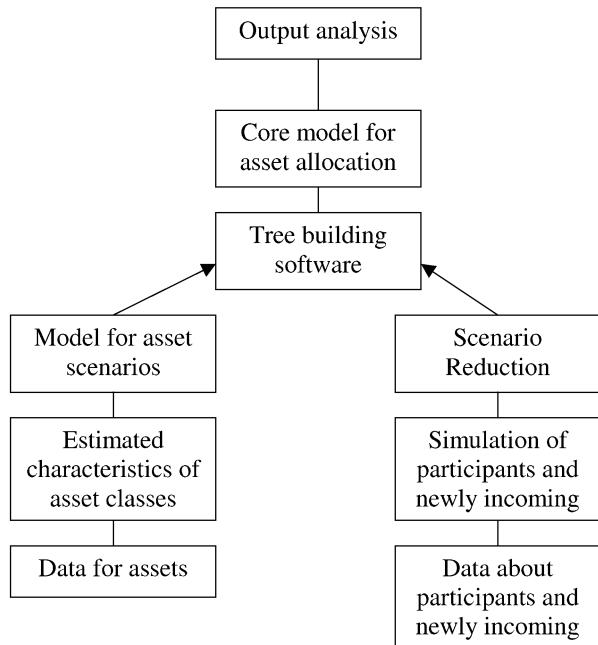 Output analysis
Core model for
asset allocation
Tree building
software
Model for asset
scenarios
Scenario
Reduction
Estimated
characteristics of
asset classes
Simulation of
participants and
newly incoming
Data for assets
Data about
participants and
newly incoming